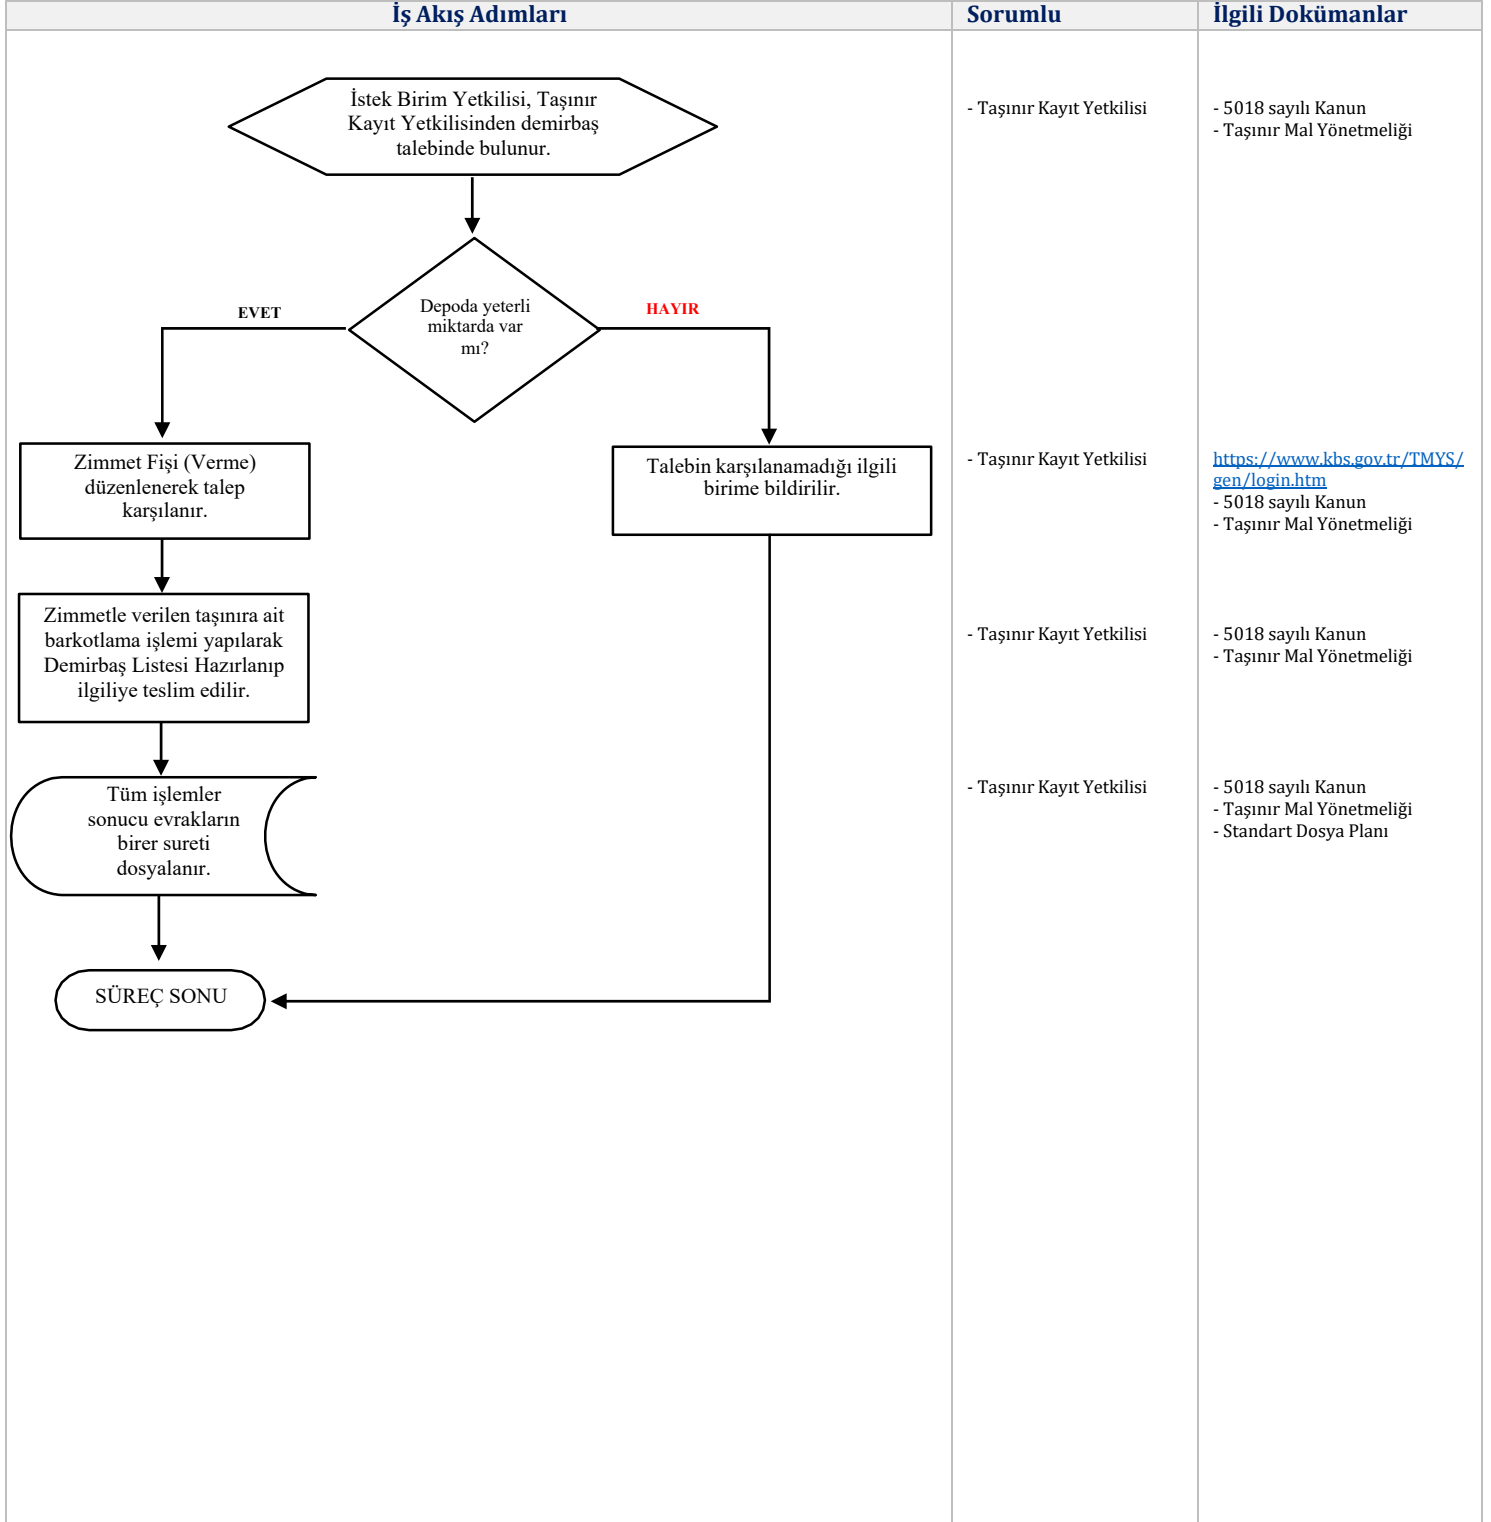 İş Akış Adımları
Sorumlu
İlgili Dokümanlar
İstek Birim Yetkilisi, Taşınır
Kayıt Yetkilisinden demirbaş
talebinde bulunur.
- Taşınır Kayıt Yetkilisi
- 5018 sayılı Kanun
- Taşınır Mal Yönetmeliği
Depoda yeterli
miktarda var
mı?
EVET
HAYIR
Zimmet Fişi (Verme)
düzenlenerek talep
karşılanır.
Talebin karşılanamadığı ilgili
birime bildirilir.
- Taşınır Kayıt Yetkilisi
https://www.kbs.gov.tr/TMYS/
gen/login.htm
- 5018 sayılı Kanun
- Taşınır Mal Yönetmeliği
Zimmetle verilen taşınıra ait
barkotlama işlemi yapılarak
Demirbaş Listesi Hazırlanıp
ilgiliye teslim edilir.
- Taşınır Kayıt Yetkilisi
- 5018 sayılı Kanun
- Taşınır Mal Yönetmeliği
Tüm işlemler
sonucu evrakların
birer sureti
dosyalanır.
- Taşınır Kayıt Yetkilisi
- 5018 sayılı Kanun
- Taşınır Mal Yönetmeliği
- Standart Dosya Planı
SÜREÇ SONU